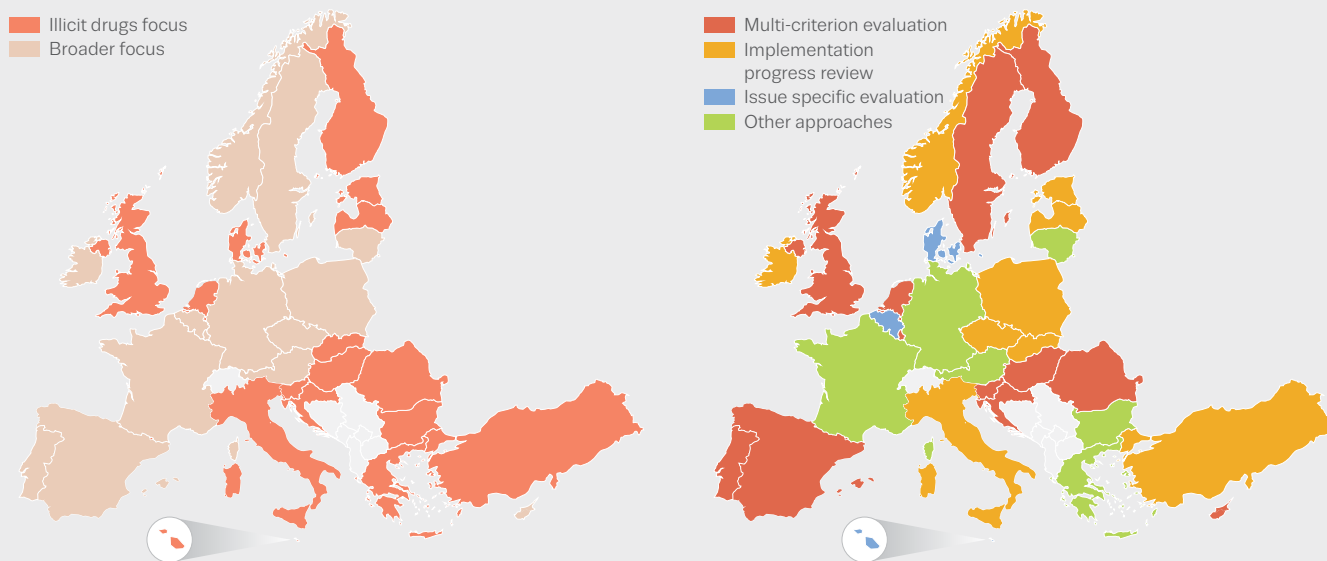 Illicit drugs focus
Broader focus
Multi-criterion evaluation
Implementation
progress review
Issue specific evaluation
Other approaches